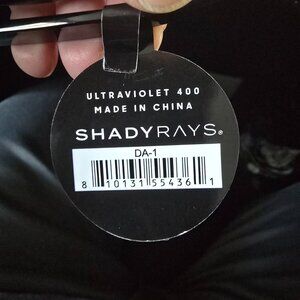 ULTRAVIOLET 400
MADE IN CHINA
SHADYRAYS®
DA-1
8 10131 55436 1